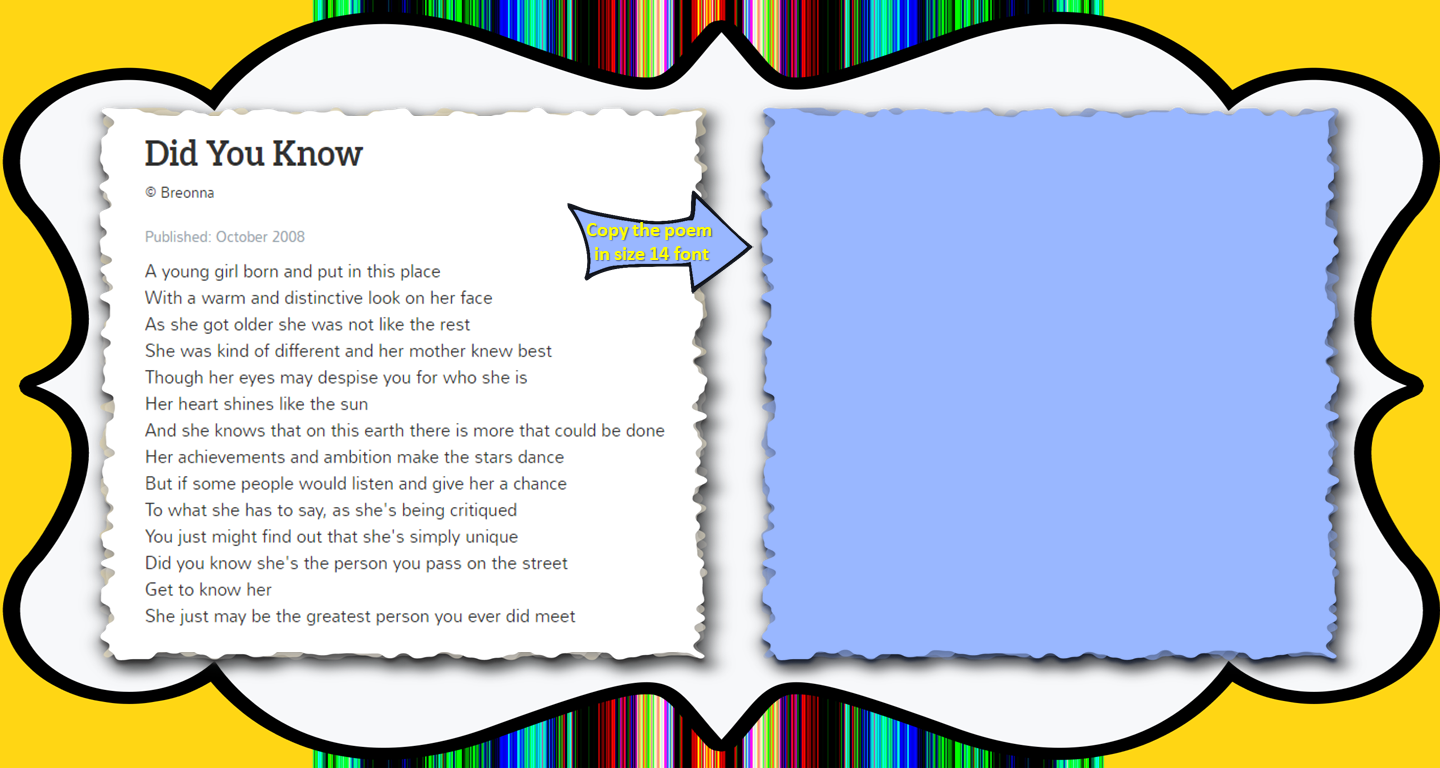 Did You Know
© Breonna
Published: October 2008
A young girl born and put in this place
With a warm and distinctive look on her face
As she got older she was not like the rest
She was kind of different and her mother knew best
Though her eyes may despise you for who she is
Her heart shines like the sun
And she knows that on this earth there is more that could be done
Her achievements and ambition make the stars dance
But if some people would listen and give her a chance
To what she has to say, as she's being critiqued
You just might find out that she's simply unique
Did you know she's the person you pass on the street
Get to know her
She just may be the greatest person you ever did meet
Copy the poem
in size 14 font